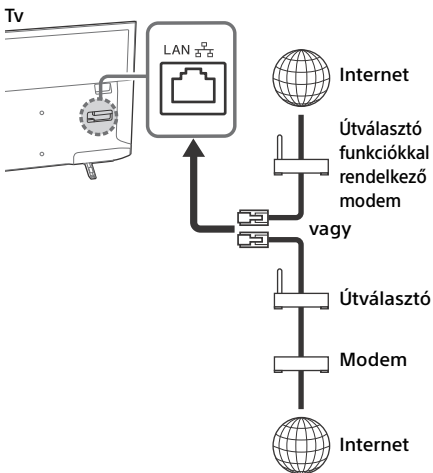 Tv
LAN
Internet
Útválasztó
funkciókkal
rendelkező
modem
vagy
Útválasztó
Modem
Internet